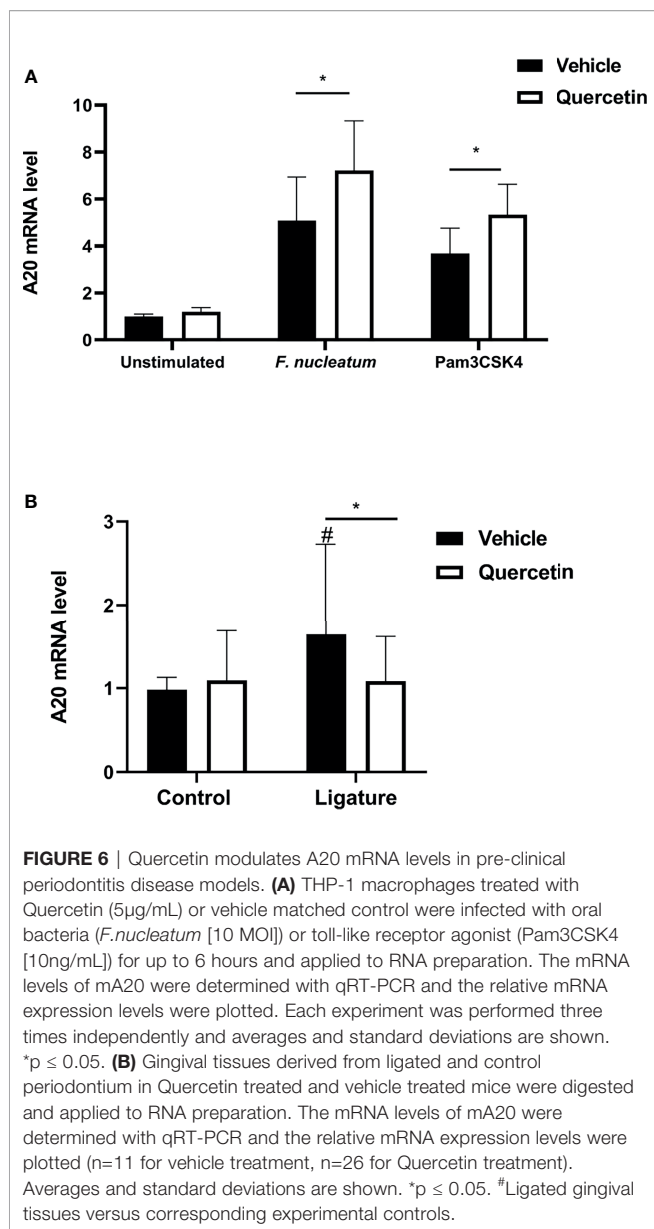 A
Vehicle
Quercetin
A20 mRNA level
10
8
6
4
2
0
*
*
Unstimulated
F. nucleatum
Pam3CSK4
B
Vehicle
Quercetin
A20 mRNA level
3
2
1
0
*
#
Control
Ligature
FIGURE 6 | Quercetin modulates A20 mRNA levels in pre-clinical
periodontitis disease models. (A) THP-1 macrophages treated with
Quercetin (5µg/mL) or vehicle matched control were infected with oral
bacteria (F.nucleatum [10 MOI]) or toll-like receptor agonist (Pam3CSK4
[10ng/mL]) for up to 6 hours and applied to RNA preparation. The mRNA
levels of mA20 were determined with qRT-PCR and the relative mRNA
expression levels were plotted. Each experiment was performed three
times independently and averages and standard deviations are shown.
*p ≤ 0.05. (B) Gingival tissues derived from ligated and control
periodontium in Quercetin treated and vehicle treated mice were digested
and applied to RNA preparation. The mRNA levels of mA20 were
determined with qRT-PCR and the relative mRNA expression levels were
plotted (n=11 for vehicle treatment, n=26 for Quercetin treatment).
Averages and standard deviations are shown. *p ≤ 0.05. #Ligated gingival
tissues versus corresponding experimental controls.